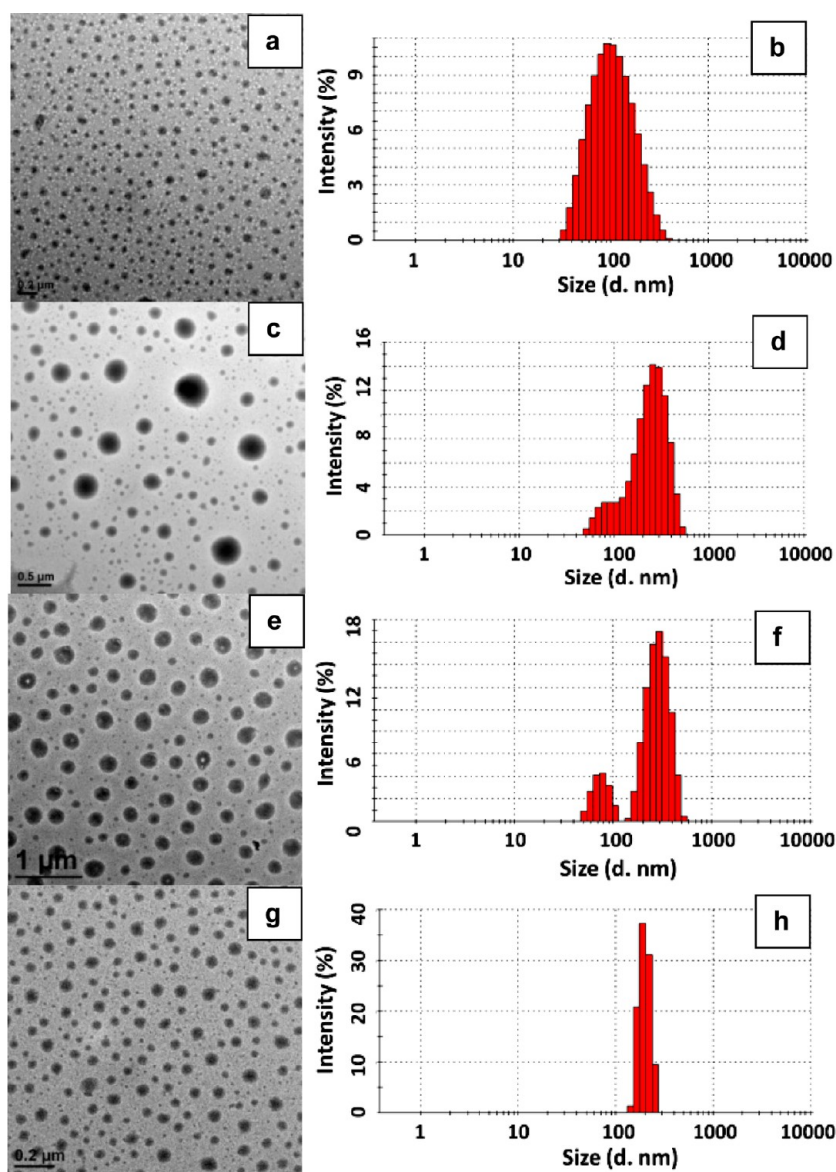 a
0.2 µm
b
Intensity (%)
9
6
3
0
1 10 100 1000 10000
Size (d. nm)
c
0.5 µm
d
Intensity (%)
16
12
8
4
0
1 10 100 1000 10000
Size (d. nm)
e
1 µm
f
Intensity (%)
18
12
6
0
1 10 100 1000 10000
Size (d. nm)
g
0.2 µm
h
Intensity (%)
40
30
20
10
0
1 10 100 1000 10000
Size (d. nm)